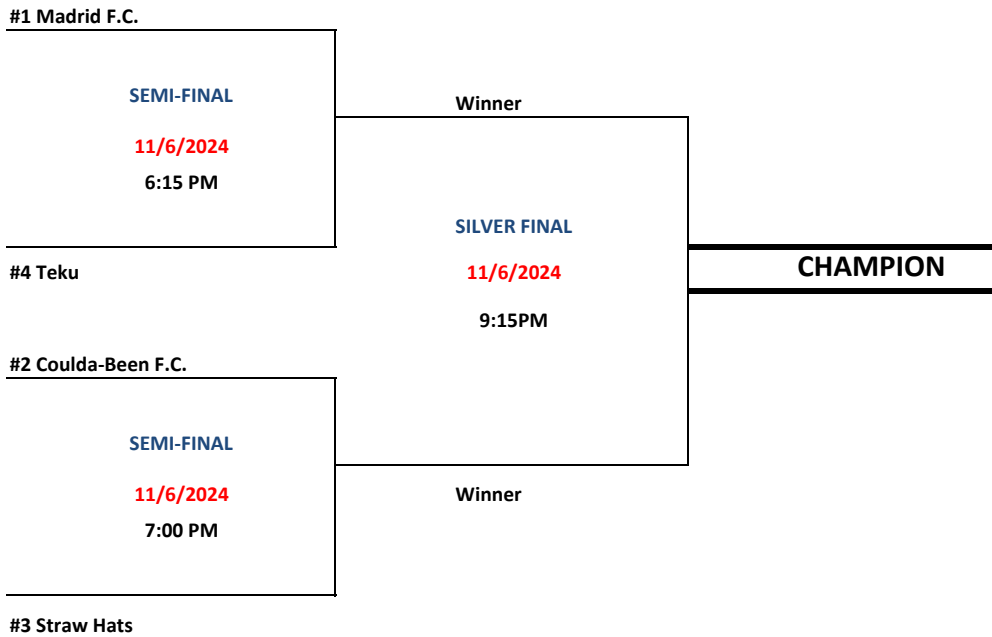 #1 Madrid F.C.
SEMI-FINAL
Winner
11/6/2024
6:15 PM
SILVER FINAL
#4 Teku
11/6/2024
CHAMPION
9:15PM
#2 Coulda-Been F.C.
SEMI-FINAL
11/6/2024
Winner
7:00 PM
#3 Straw Hats